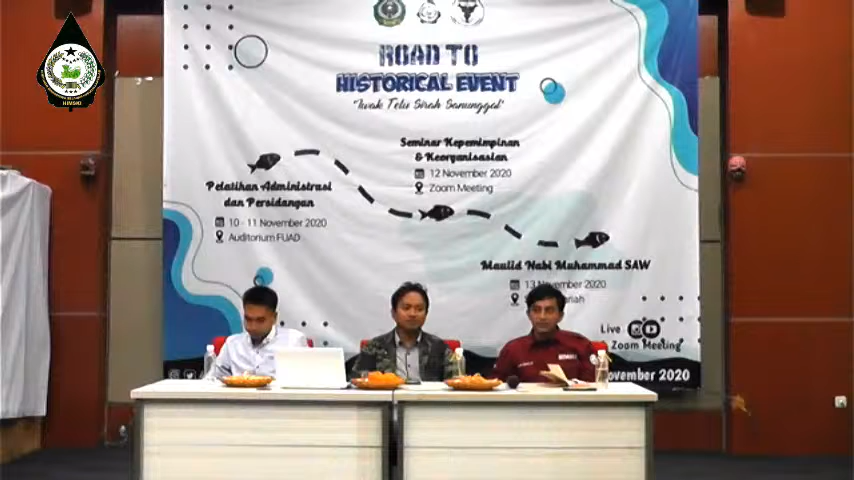 ROAD TO
HISTORICAL EVENT
"Iwak Telu Sirah Sanunggal"
Seminar Kepemimpinan
& Keorganisasian
12 November 2020
Zoom Meeting
Pelatihan Administrasi
dan Persidangan
10 - 11 November 2020
Auditorium FUAD
Maulid Nabi Muhammad SAW
13 November 2020
Live
Zoom Meeting
November 2020
HIMSKI